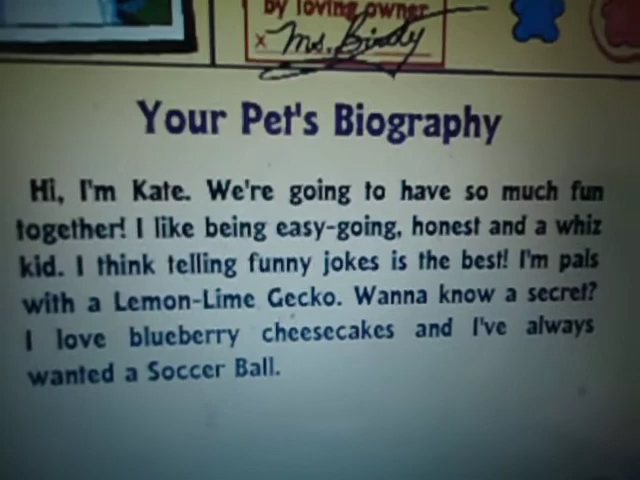 by loving owner
x Ms. Birdy
Your Pet's Biography
Hi, I'm Kate. We're going to have so much fun
together! I like being easy-going, honest and a whiz
kid. I think telling funny jokes is the best! I'm pals
with a Lemon-Lime Gecko. Wanna know a secret?
I love blueberry cheesecakes and I've always
wanted a Soccer Ball.